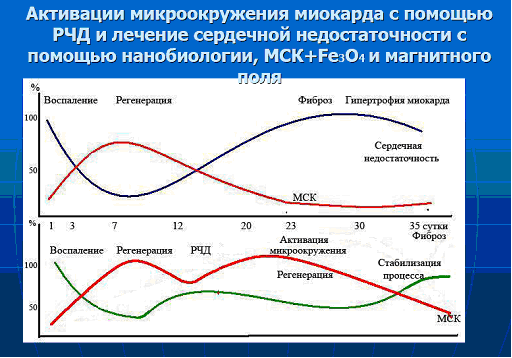 Активации микроокружения миокарда с помощью
РЧД и лечение сердечной недостаточности с
помощью нанобиологии, МСК+Fe3O4 и магнитного
поля
%
Воспаление Регенерация Фиброз Гипертрофия миокарда
100
Сердечная
недостаточность
50
МСК
1 3 7 12 20 23 30 35 сутки
% Фиброз
Воспаление Регенерация РЧД Активация
микроокружения
Стабилизация
процесса
100
Регенерация
50
МСК